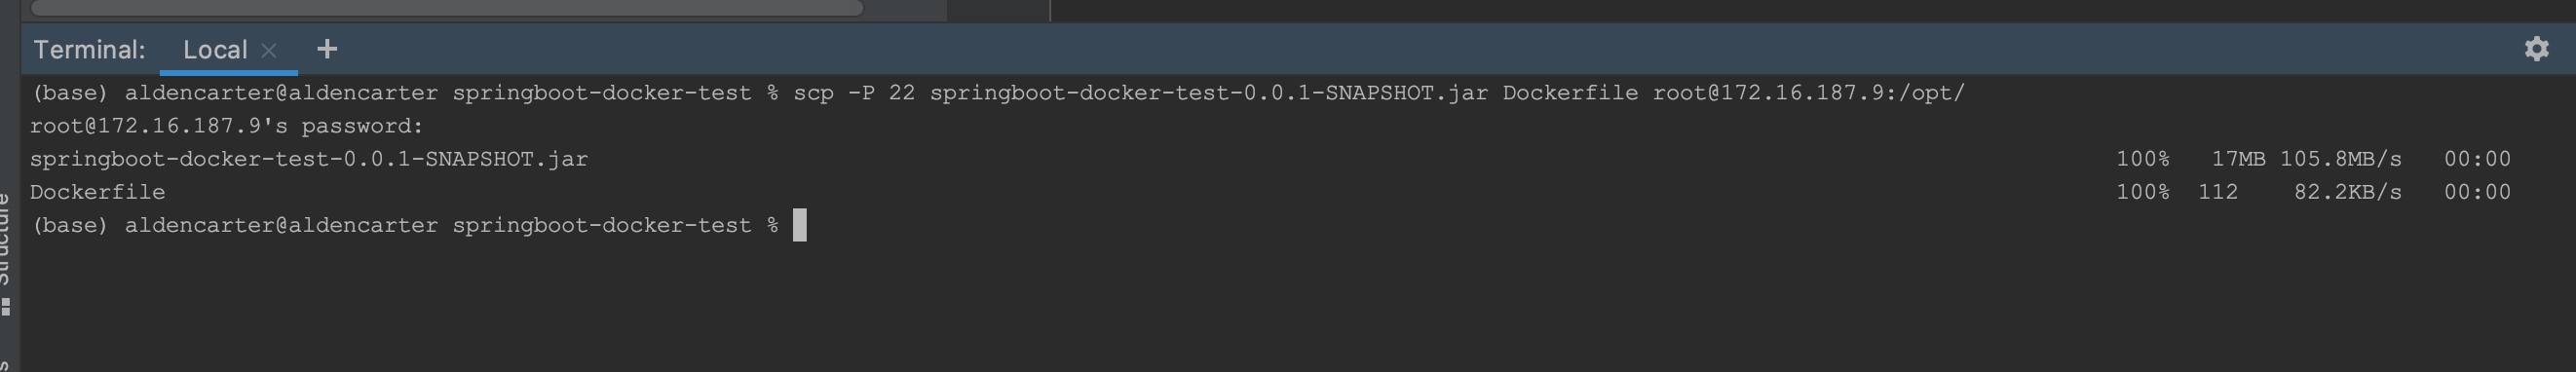 Terminal: Local × +
(base) aldencarter@aldencarter springboot-docker-test % scp -P 22 springboot-docker-test-0.0.1-SNAPSHOT.jar Dockerfile root@172.16.187.9:/opt/
root@172.16.187.9's password:
springboot-docker-test-0.0.1-SNAPSHOT.jar 100% 17MB 105.8MB/s 00:00
Dockerfile 100% 112 82.2KB/s 00:00
(base) aldencarter@aldencarter springboot-docker-test %
Structure